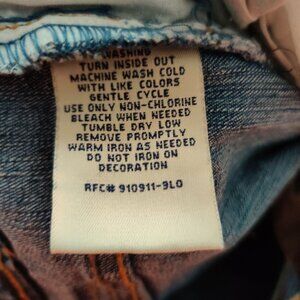 WASHING
TURN INSIDE OUT
MACHINE WASH COLD
WITH LIKE COLORS
GENTLE CYCLE
USE ONLY NON-CHLORINE
BLEACH WHEN NEEDED
TUMBLE DRY LOW
REMOVE PROMPTLY
WARM IRON AS NEEDED
DO NOT IRON ON
DECORATION
RFC# 910911-9LO